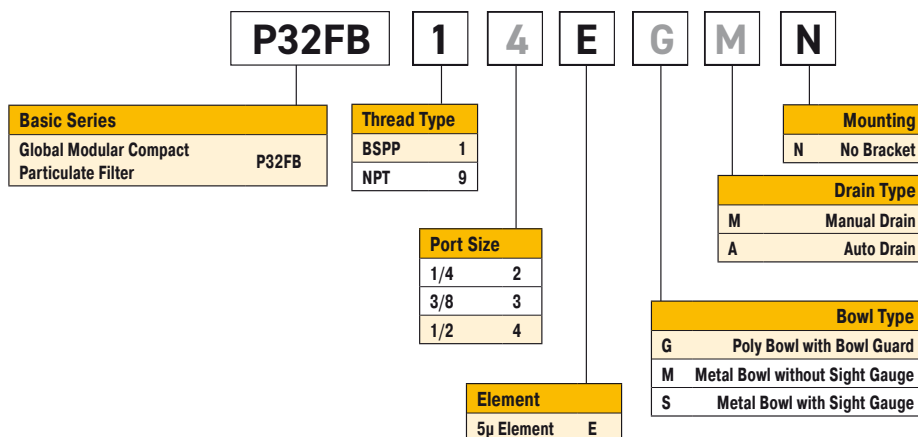 P32FB 1 4 E G M N
Basic Series
Global Modular Compact
Particulate Filter P32FB
Thread Type
BSPP 1
NPT 9
Port Size
1/4 2
3/8 3
1/2 4
Element
5µ Element E
Mounting
N No Bracket
Drain Type
M Manual Drain
A Auto Drain
Bowl Type
G Poly Bowl with Bowl Guard
M Metal Bowl without Sight Gauge
S Metal Bowl with Sight Gauge